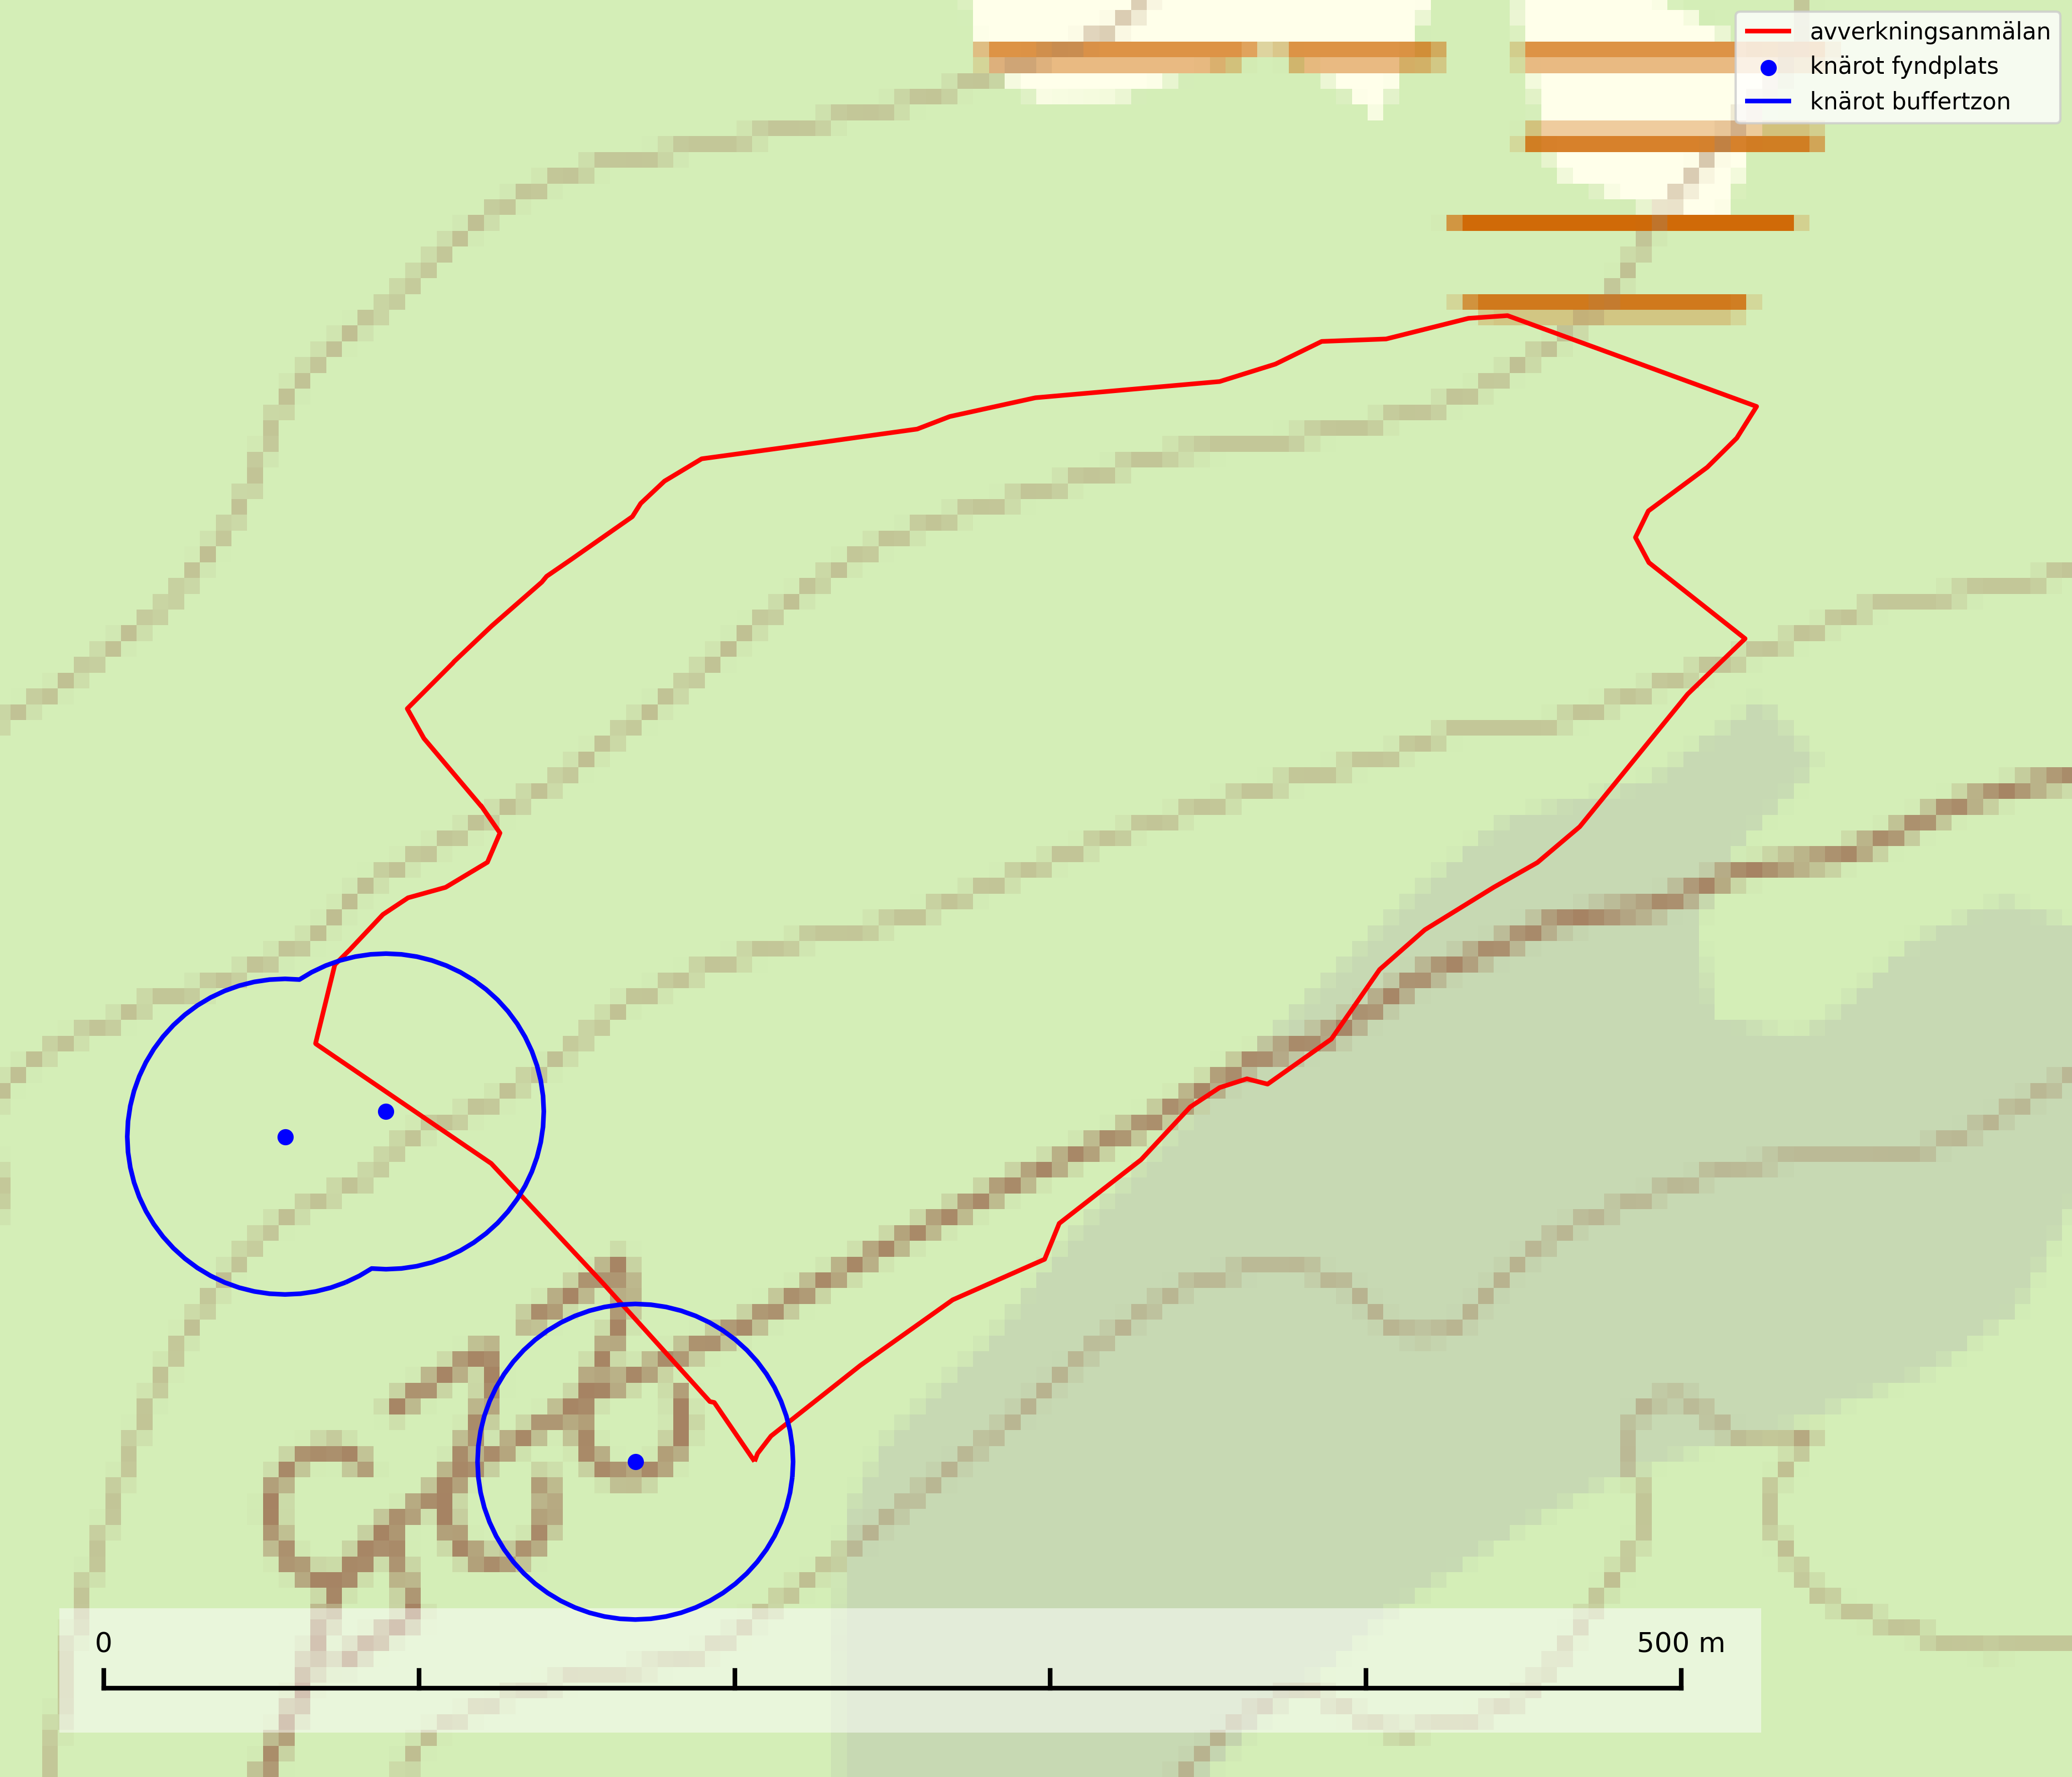 avverkningsanmälan
knärot fyndplats
knärot buffertzon
0 500 m